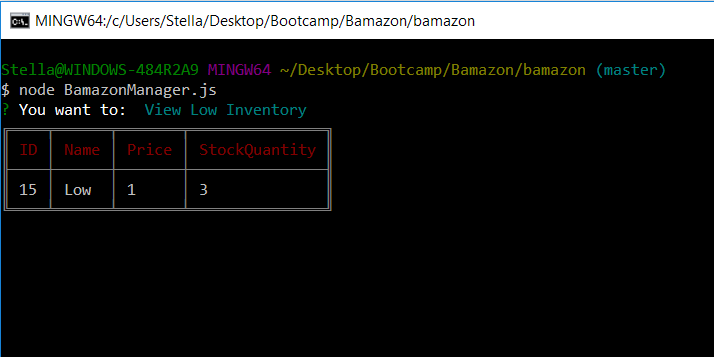 MINGW64:/c/Users/Stella/Desktop/Bootcamp/Bamazon/bamazon
Stella@WINDOWS-484R2A9 MINGW64 ~/Desktop/Bootcamp/Bamazon/bamazon (master)
$ node BamazonManager.js
? You want to: View Low Inventory
ID Name Price StockQuantity
15 Low 1 3